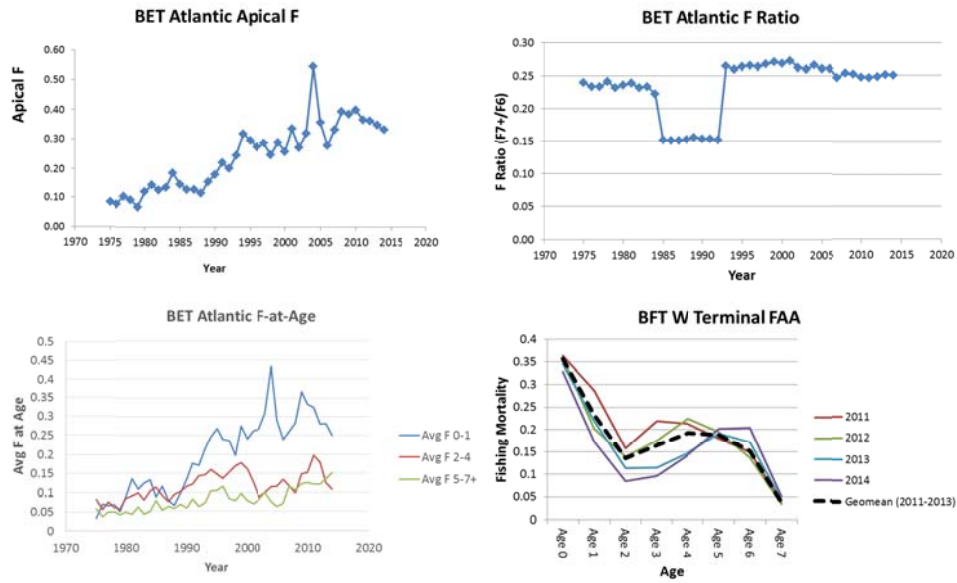 BET Atlantic Apical F
Apical F
0.60
0.50
0.40
0.30
0.20
0.10
0.00
1970 1975 1980 1985 1990 1995 2000 2005 2010 2015 2020
Year
BET Atlantic F Ratio
F Ratio (F7+/F6)
0.30
0.25
0.20
0.15
0.10
0.05
0.00
1970 1975 1980 1985 1990 1995 2000 2005 2010 2015 2020
Year
BET Atlantic F-at-Age
Avg F at Age
0.5
0.45
0.4
0.35
0.3
0.25
0.2
0.15
0.1
0.05
0
1970 1980 1990 2000 2010 2020
Year
Avg F 0-1
Avg F 2-4
Avg F 5-7+
BFT W Terminal FAA
Fishing Mortality
0.4
0.35
0.3
0.25
0.2
0.15
0.1
0.05
0
Age 0 Age 1 Age 2 Age 3 Age 4 Age 5 Age 6 Age 7
Age
2011
2012
2013
2014
Geomean (2011-2013)